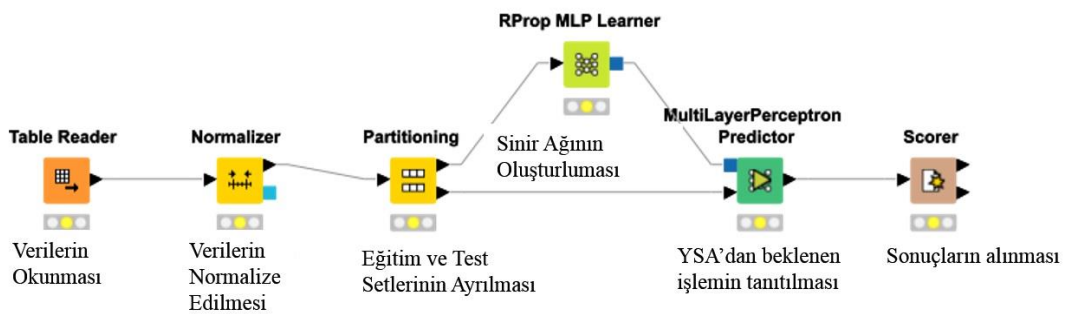 RProp MLP Learner
MultiLayerPerceptron
Predictor
Table Reader
Normalizer
Partitioning
Scorer
Sinir Ağının
Oluşturluması
Verilerin
Okunması
Verilerin
Normalize
Edilmesi
Eğitim ve Test
Setlerinin Ayrılması
YSA’dan beklenen
işlemin tanıtılması
Sonuçların alınması